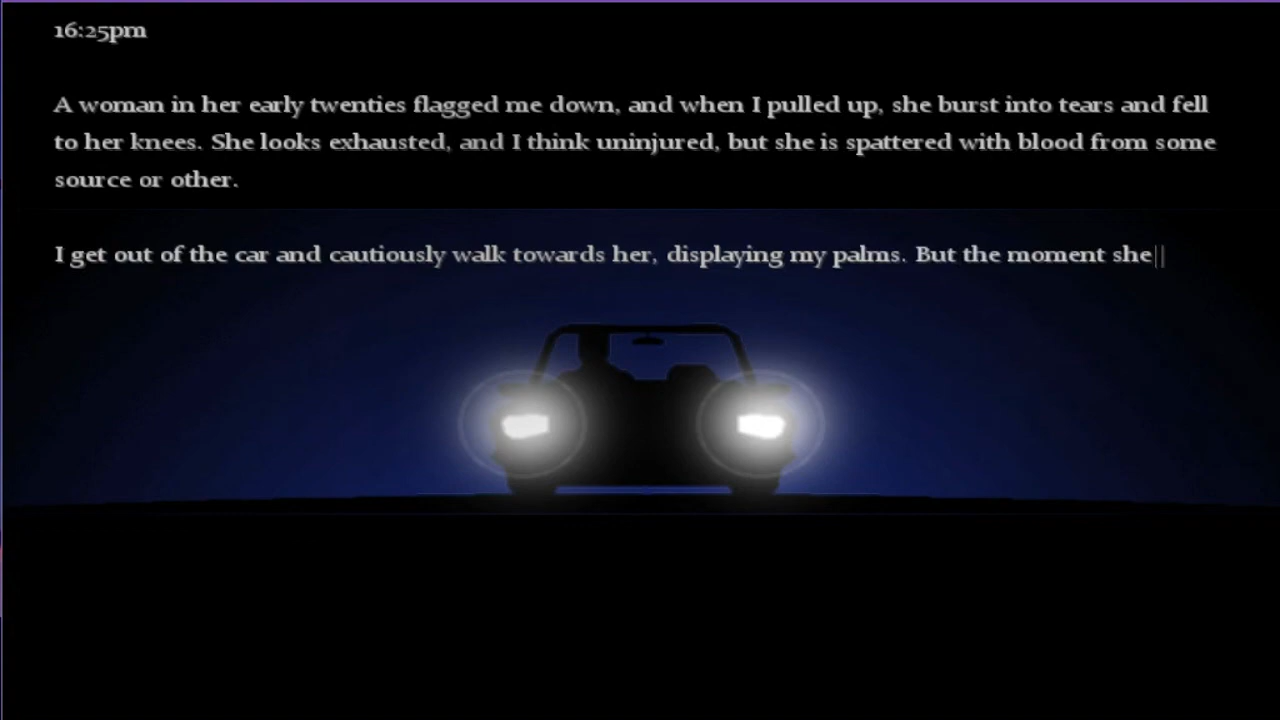 16:25pm
A woman in her early twenties flagged me down, and when I pulled up, she burst into tears and fell
to her knees. She looks exhausted, and I think uninjured, but she is spattered with blood from some
source or other.
I get out of the car and cautiously walk towards her, displaying my palms. But the moment she||